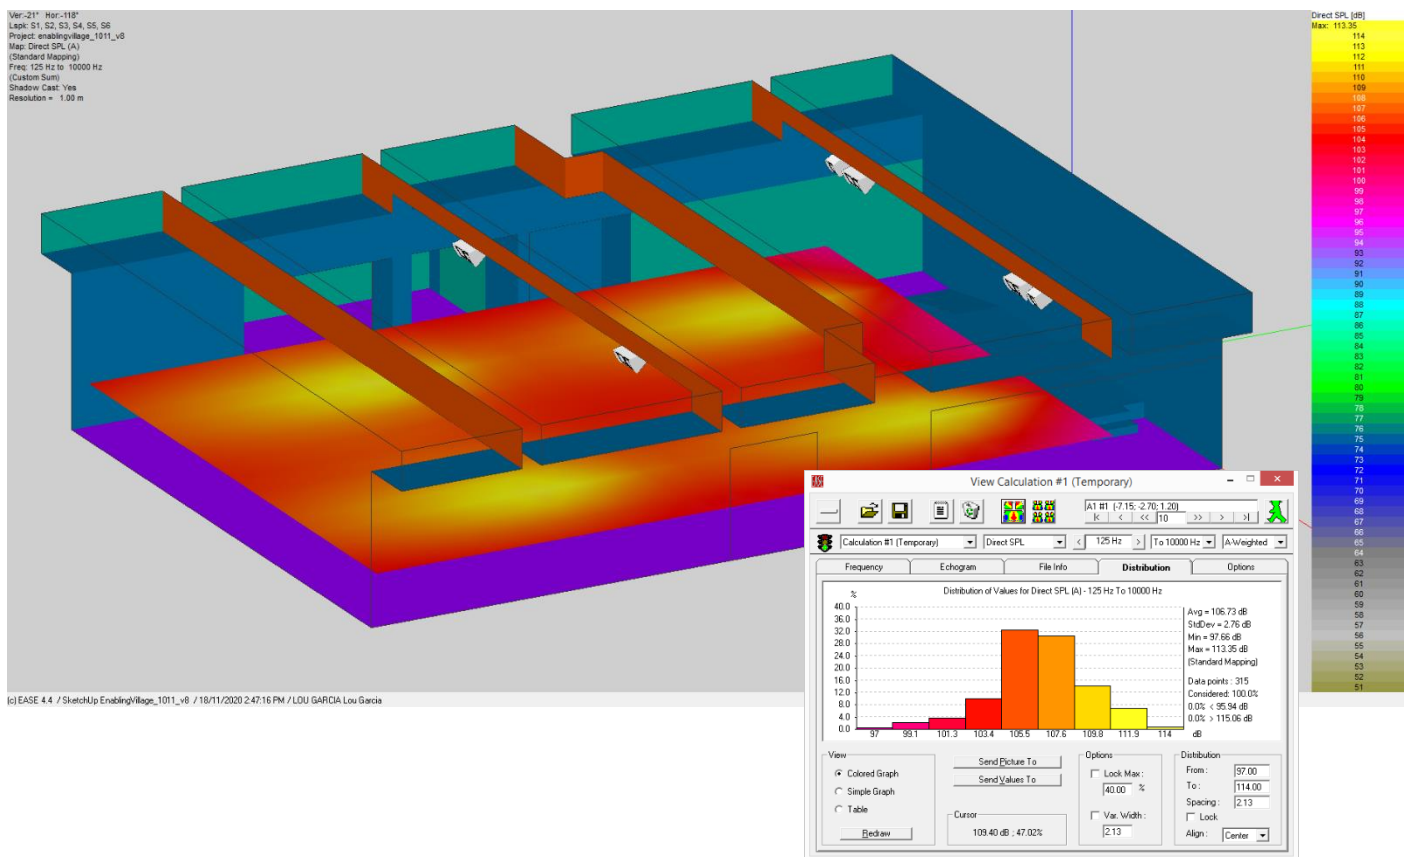 Ver:-21° Hor:-118°
Lspk: S1, S2, S3, S4, S5, S6
Project: enablingvillage_1011_v8
Map: Direct SPL (A)
(Standard Mapping)
Freq: 125 Hz to 10000 Hz
(Custom Sum)
Shadow Cast: Yes
Resolution = 1.00 m
Direct SPL [dB]
Max: 113.35
114
113
112
111
110
109
108
107
106
105
104
103
102
101
100
99
98
97
96
95
94
93
92
91
90
89
88
87
86
85
84
83
82
81
80
79
78
77
76
75
74
73
72
71
70
69
68
67
66
65
64
63
62
61
60
59
58
57
56
55
54
53
52
51
(c) EASE 4.4 / SketchUp EnablingVillage_1011_v8 / 18/11/2020 2:47:16 PM / LOU GARCIA Lou Garcia
View Calculation #1 (Temporary)
A1 #1 (-7.15; -2.70; 1.20)
10
Calculation #1 (Temporary) Direct SPL < 125 Hz > To 10000 Hz A-Weighted
Frequency Echogram File Info Distribution Options
Distribution of Values for Direct SPL (A) - 125 Hz To 10000 Hz
%
40.0
36.0
32.0
28.0
24.0
20.0
16.0
12.0
8.0
4.0
0.0
97 99.1 101.3 103.4 105.5 107.6 109.8 111.9 114 dB
Avg = 106.73 dB
StdDev = 2.76 dB
Min = 97.66 dB
Max = 113.35 dB
(Standard Mapping)
Data points : 315
Considered: 100.0%
0.0% < 95.94 dB
0.0% > 115.06 dB
View
Colored Graph
Simple Graph
Table
Redraw
Send Picture To
Send Values To
Cursor
109.40 dB ; 47.02%
Options
Lock Max :
40.00 %
Var. Width :
2.13
Distribution
From : 97.00
To : 114.00
Spacing : 2.13
Lock
Align : Center